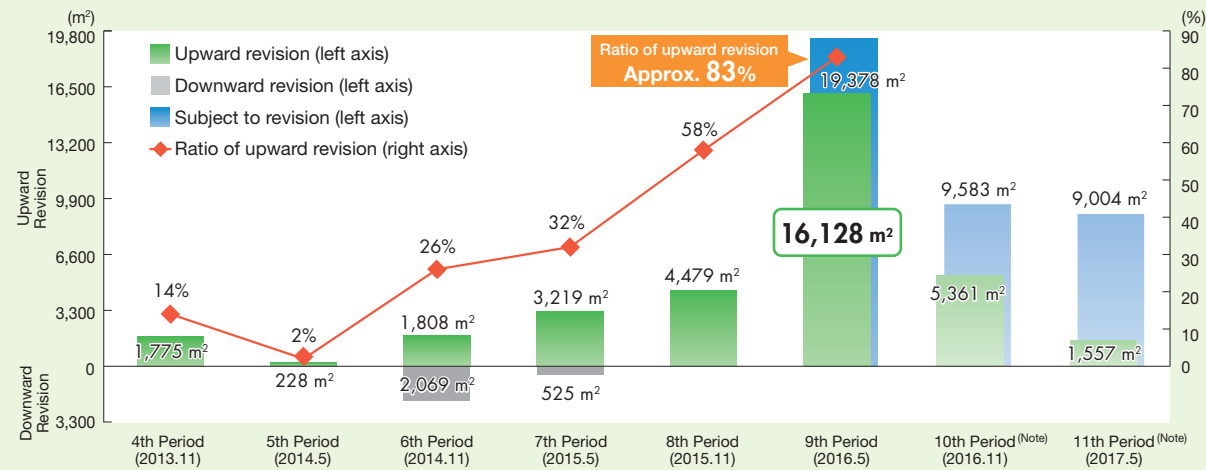 (m²)
(%)
19,800
16,500
13,200
9,900
6,600
3,300
0
3,300
Upward
Revision
Downward
Revision
Upward revision (left axis)
Downward revision (left axis)
Subject to revision (left axis)
Ratio of upward revision (right axis)
Ratio of upward revision
Approx. 83%
14%
1,775 m²
2%
228 m²
26%
1,808 m²
2,069 m²
32%
3,219 m²
525 m²
58%
4,479 m²
19,378 m²
16,128 m²
9,583 m²
5,361 m²
9,004 m²
1,557 m²
90
80
70
60
50
40
30
20
10
0
4th Period
(2013.11)
5th Period
(2014.5)
6th Period
(2014.11)
7th Period
(2015.5)
8th Period
(2015.11)
9th Period
(2016.5)
10th Period (Note)
(2016.11)
11th Period (Note)
(2017.5)